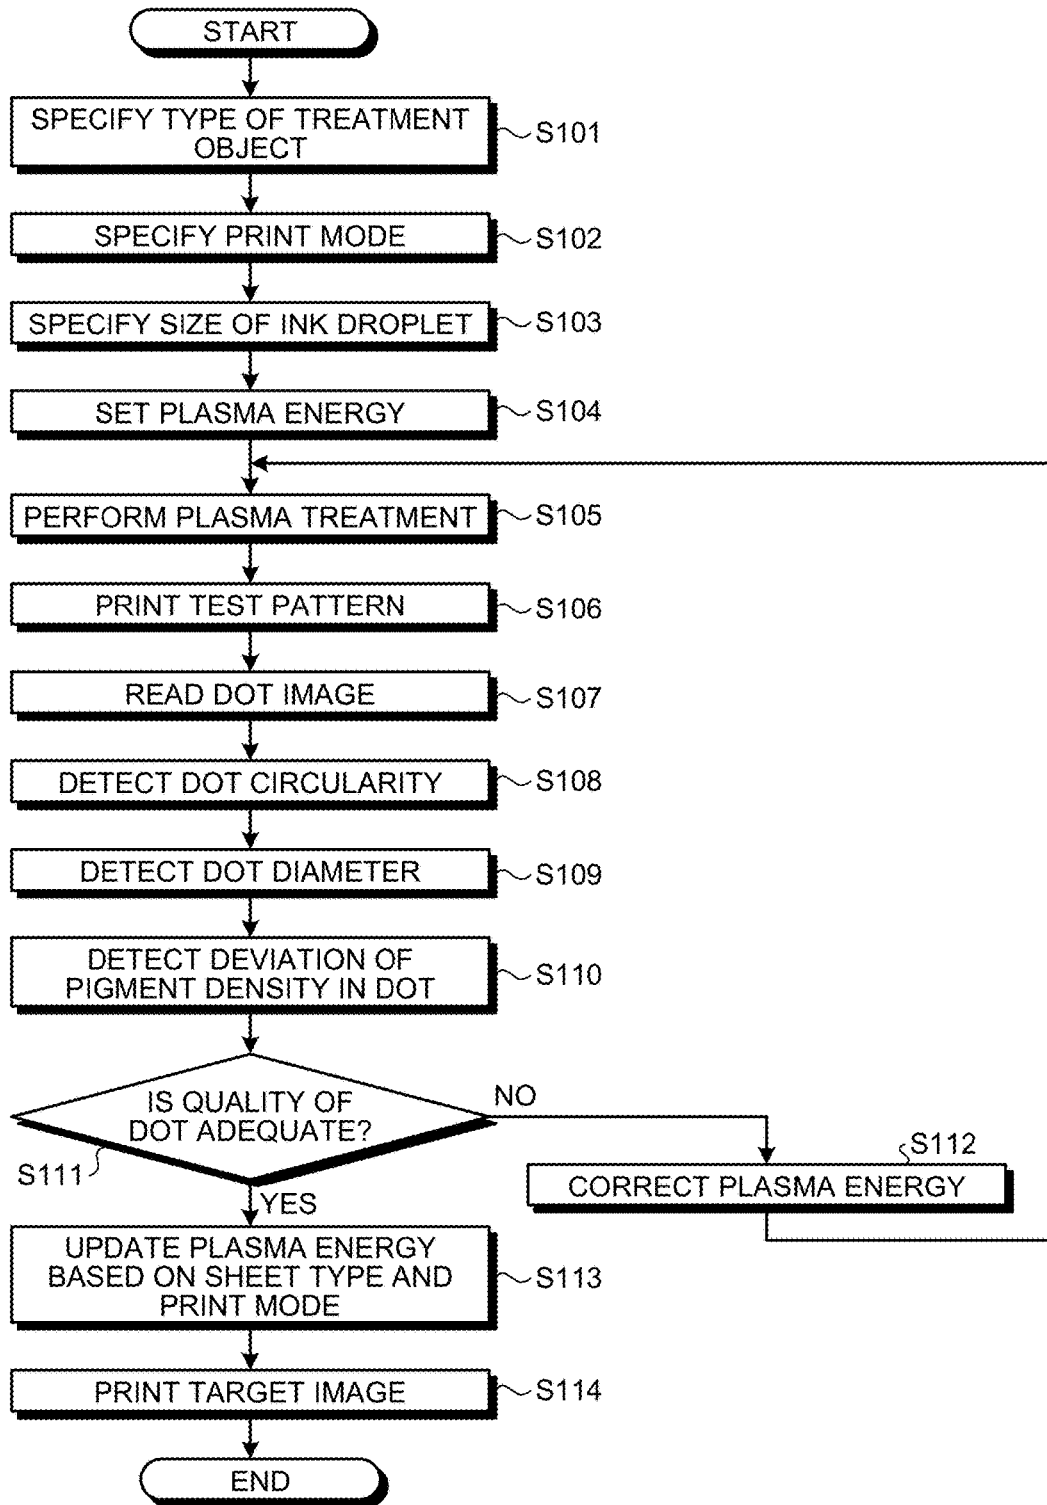 START
SPECIFY TYPE OF TREATMENT
OBJECT
S101
SPECIFY PRINT MODE
S102
SPECIFY SIZE OF INK DROPLET
S103
SET PLASMA ENERGY
S104
PERFORM PLASMA TREATMENT
S105
PRINT TEST PATTERN
S106
READ DOT IMAGE
S107
DETECT DOT CIRCULARITY
S108
DETECT DOT DIAMETER
S109
DETECT DEVIATION OF
PIGMENT DENSITY IN DOT
S110
IS QUALITY OF
DOT ADEQUATE?
S111
NO
S112
CORRECT PLASMA ENERGY
YES
UPDATE PLASMA ENERGY
BASED ON SHEET TYPE AND
PRINT MODE
S113
PRINT TARGET IMAGE
S114
END